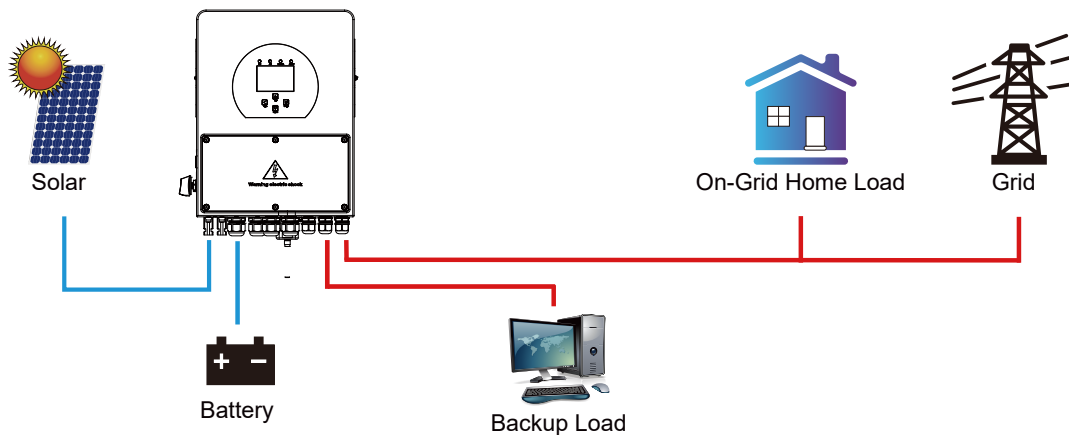 Solar
Warning electric shock
On-Grid Home Load
Grid
Battery
Backup Load